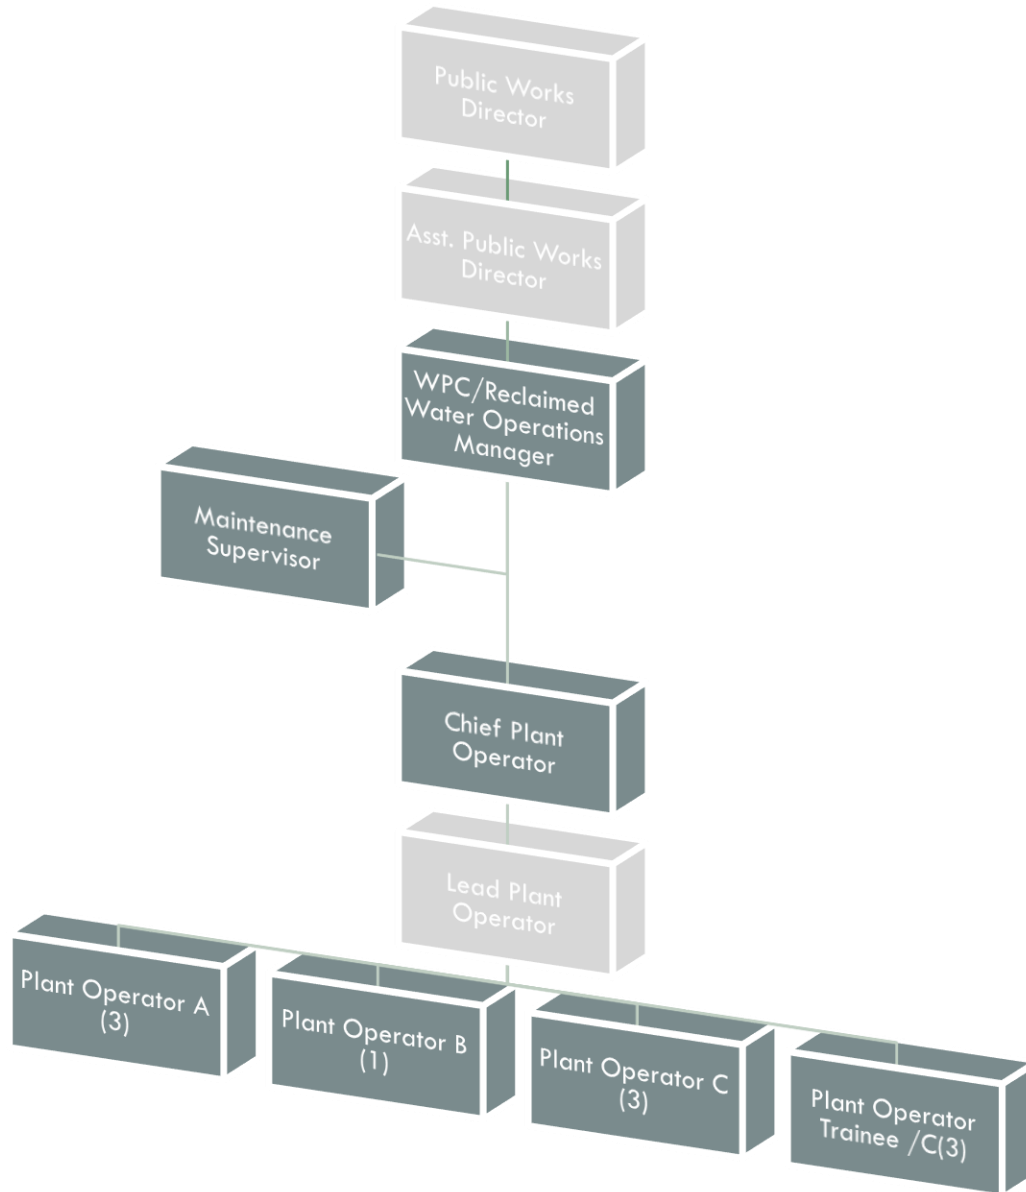 Public Works
Director
Asst. Public Works
Director
WPC/Reclaimed
Water Operations
Manager
Maintenance
Supervisor
Chief Plant
Operator
Lead Plant
Operator
Plant Operator A
(3)
Plant Operator B
(1)
Plant Operator C
(3)
Plant Operator
Trainee /C(3)